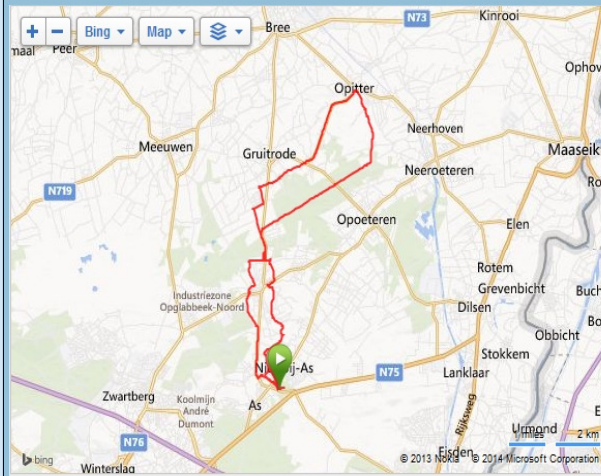 + − Bing Map
N73
Kinrooi
Bree
Peer
Opitter
Neerhoven
Meeuwen
Gruitrode
Maaseik
Neeroeteren
N719
Opoeteren
Elen
Rotem
Grevenbicht
Industriezone
Opglabbeek-Noord
Dilsen
Obbicht
Stokkem
N75
Lanklaar
Zwartberg
Koolmijn
André
Dumont
As
Rijksweg
N76
Urmond
miles 2 km
Eisden
Winterslag
bing
© 2013 Nokia © 2014 Microsoft Corporation